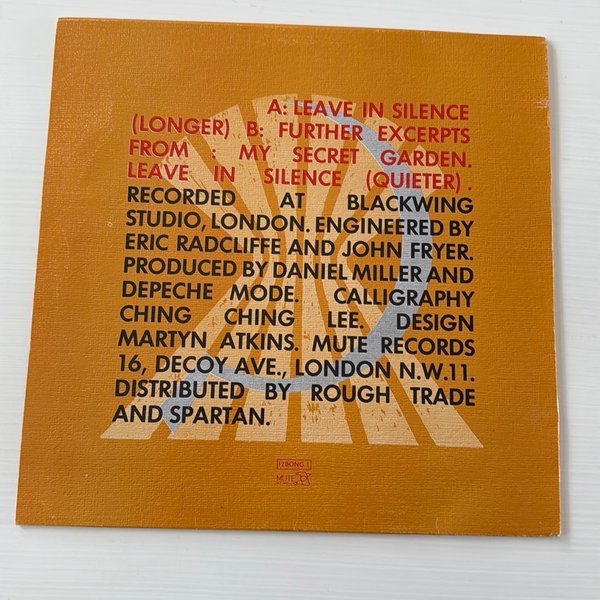 A: LEAVE IN SILENCE
(LONGER) B: FURTHER EXCERPTS
FROM : MY SECRET GARDEN.
LEAVE IN SILENCE (QUIETER).
RECORDED AT BLACKWING
STUDIO, LONDON. ENGINEERED BY
ERIC RADCLIFFE AND JOHN FRYER.
PRODUCED BY DANIEL MILLER AND
DEPECHE MODE. CALLIGRAPHY
CHING CHING LEE. DESIGN
MARTYN ATKINS. MUTE RECORDS
16, DECOY AVE., LONDON N.W.11.
DISTRIBUTED BY ROUGH TRADE
AND SPARTAN.
12BONG 1
MUTE